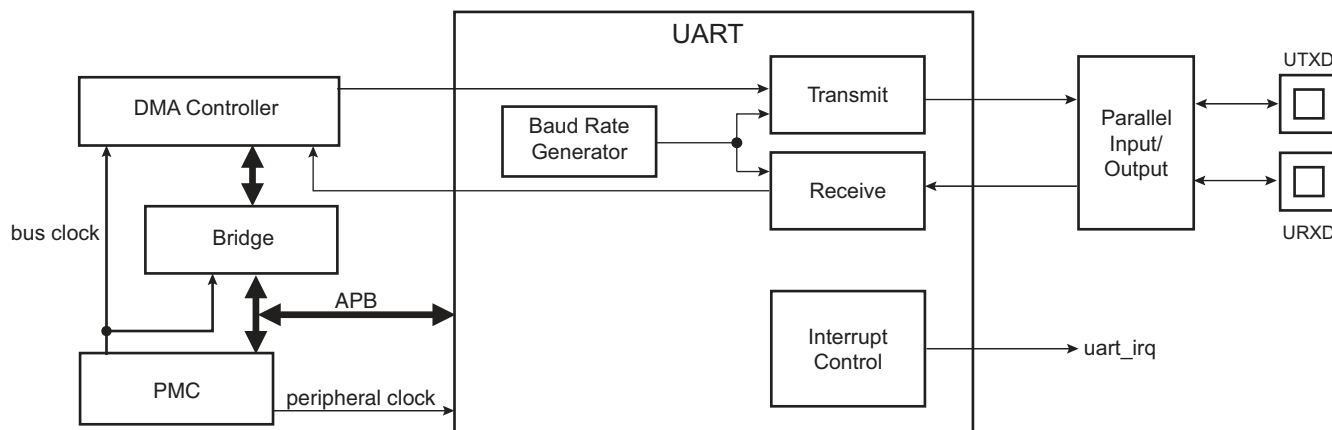 UART
UTXD
DMA Controller
Transmit
Baud Rate
Generator
Parallel
Input/
Output
Receive
bus clock
Bridge
URXD
APB
Interrupt
Control
uart_irq
PMC
peripheral clock